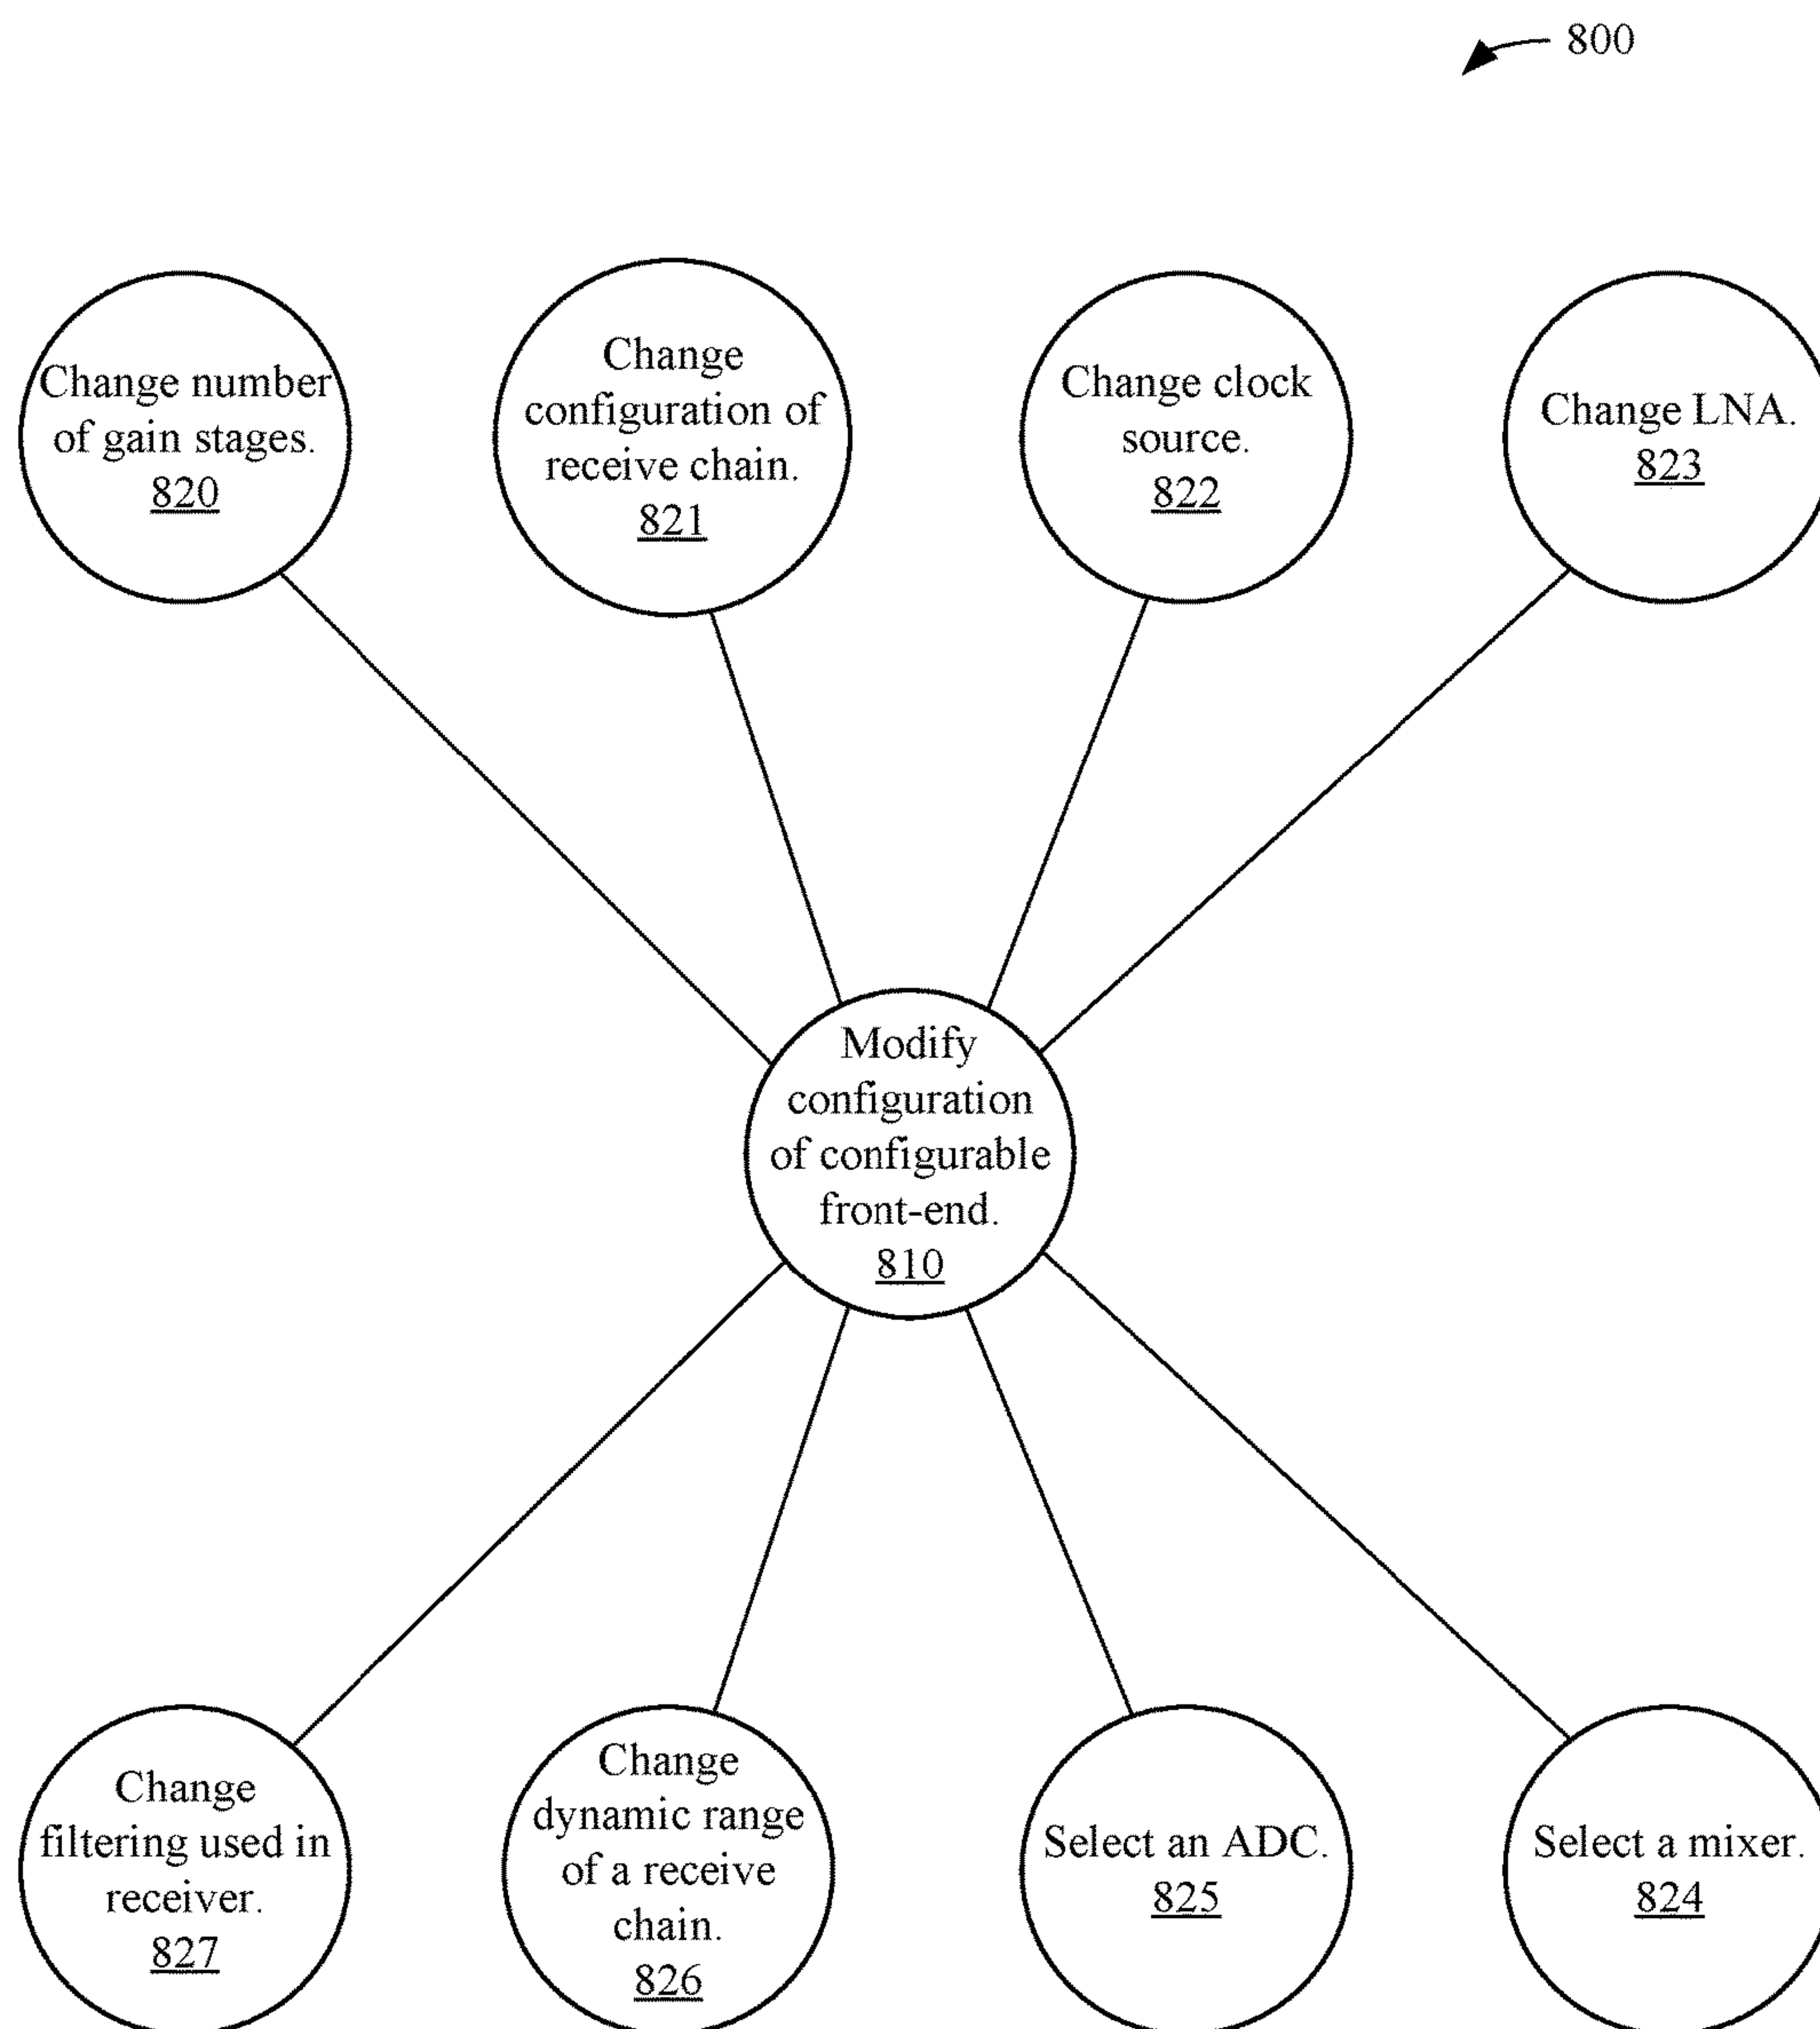 800
Change number
of gain stages.
820
Change
configuration of
receive chain.
821
Change clock
source.
822
Change LNA.
823
Modify
configuration
of configurable
front-end.
810
Change
filtering used in
receiver.
827
Change
dynamic range
of a receive
chain.
826
Select an ADC.
825
Select a mixer.
824